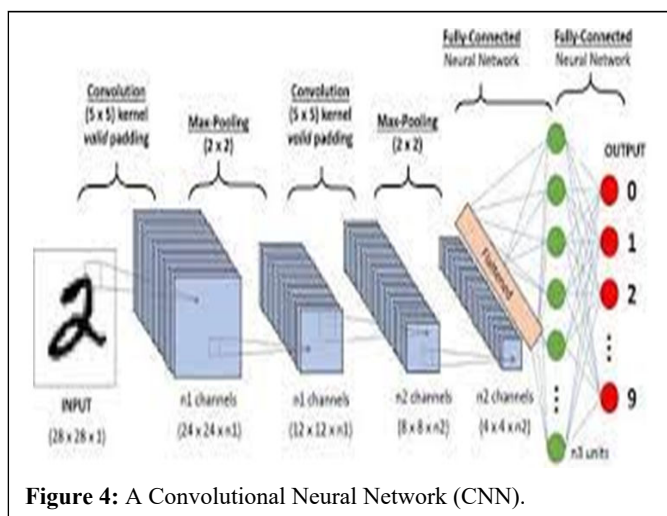 Fully-Connected
Neural Network
Fully-Connected
Neural Network
Convolution
(5 x 5) kernel
valid padding
Max-Pooling
(2 x 2)
Convolution
(5 x 5) kernel
valid padding
Max-Pooling
(2 x 2)
OUTPUT
0
1
2
9
Flattened
2
INPUT
(28 x 28 x 1)
n1 channels
(24 x 24 x n1)
n1 channels
(12 x 12 x n1)
n2 channels
(8 x 8 x n2)
n2 channels
(4 x 4 x n2)
n3 units
Figure 4: A Convolutional Neural Network (CNN).